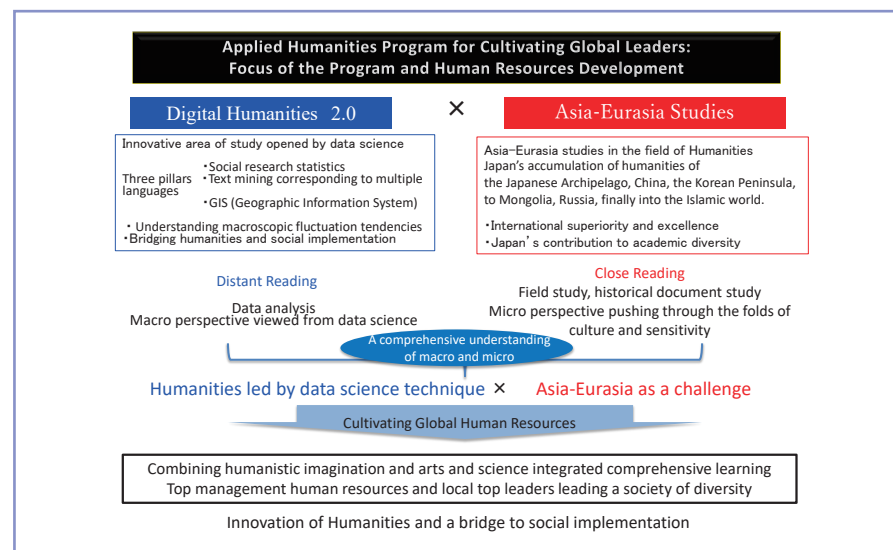 Applied Humanities Program for Cultivating Global Leaders:
Focus of the Program and Human Resources Development
Digital Humanities 2.0
×
Asia-Eurasia Studies
Innovative area of study opened by data science
・Social research statistics
Three pillars ・Text mining corresponding to multiple
languages
・GIS (Geographic Information System)
・ Understanding macroscopic fluctuation tendencies
・Bridging humanities and social implementation
Asia-Eurasia studies in the field of Humanities
Japan's accumulation of humanities of
the Japanese Archipelago, China, the Korean Peninsula,
to Mongolia, Russia, finally into the Islamic world.
・International superiority and excellence
・Japan's contribution to academic diversity
Distant Reading
Data analysis
Macro perspective viewed from data science
Close Reading
Field study, historical document study
Micro perspective pushing through the folds of
culture and sensitivity
A comprehensive understanding
of macro and micro
Humanities led by data science technique × Asia-Eurasia as a challenge
Cultivating Global Human Resources
Combining humanistic imagination and arts and science integrated comprehensive learning
Top management human resources and local top leaders leading a society of diversity
Innovation of Humanities and a bridge to social implementation